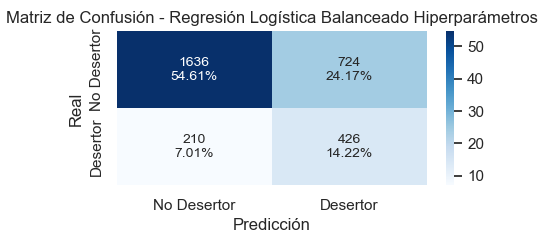 Matriz de Confusión - Regresión Logística Balanceado Hiperparámetros
Real
No Desertor
Desertor
1636
54.61%
724
24.17%
210
7.01%
426
14.22%
No Desertor
Desertor
Predicción
50
40
30
20
10